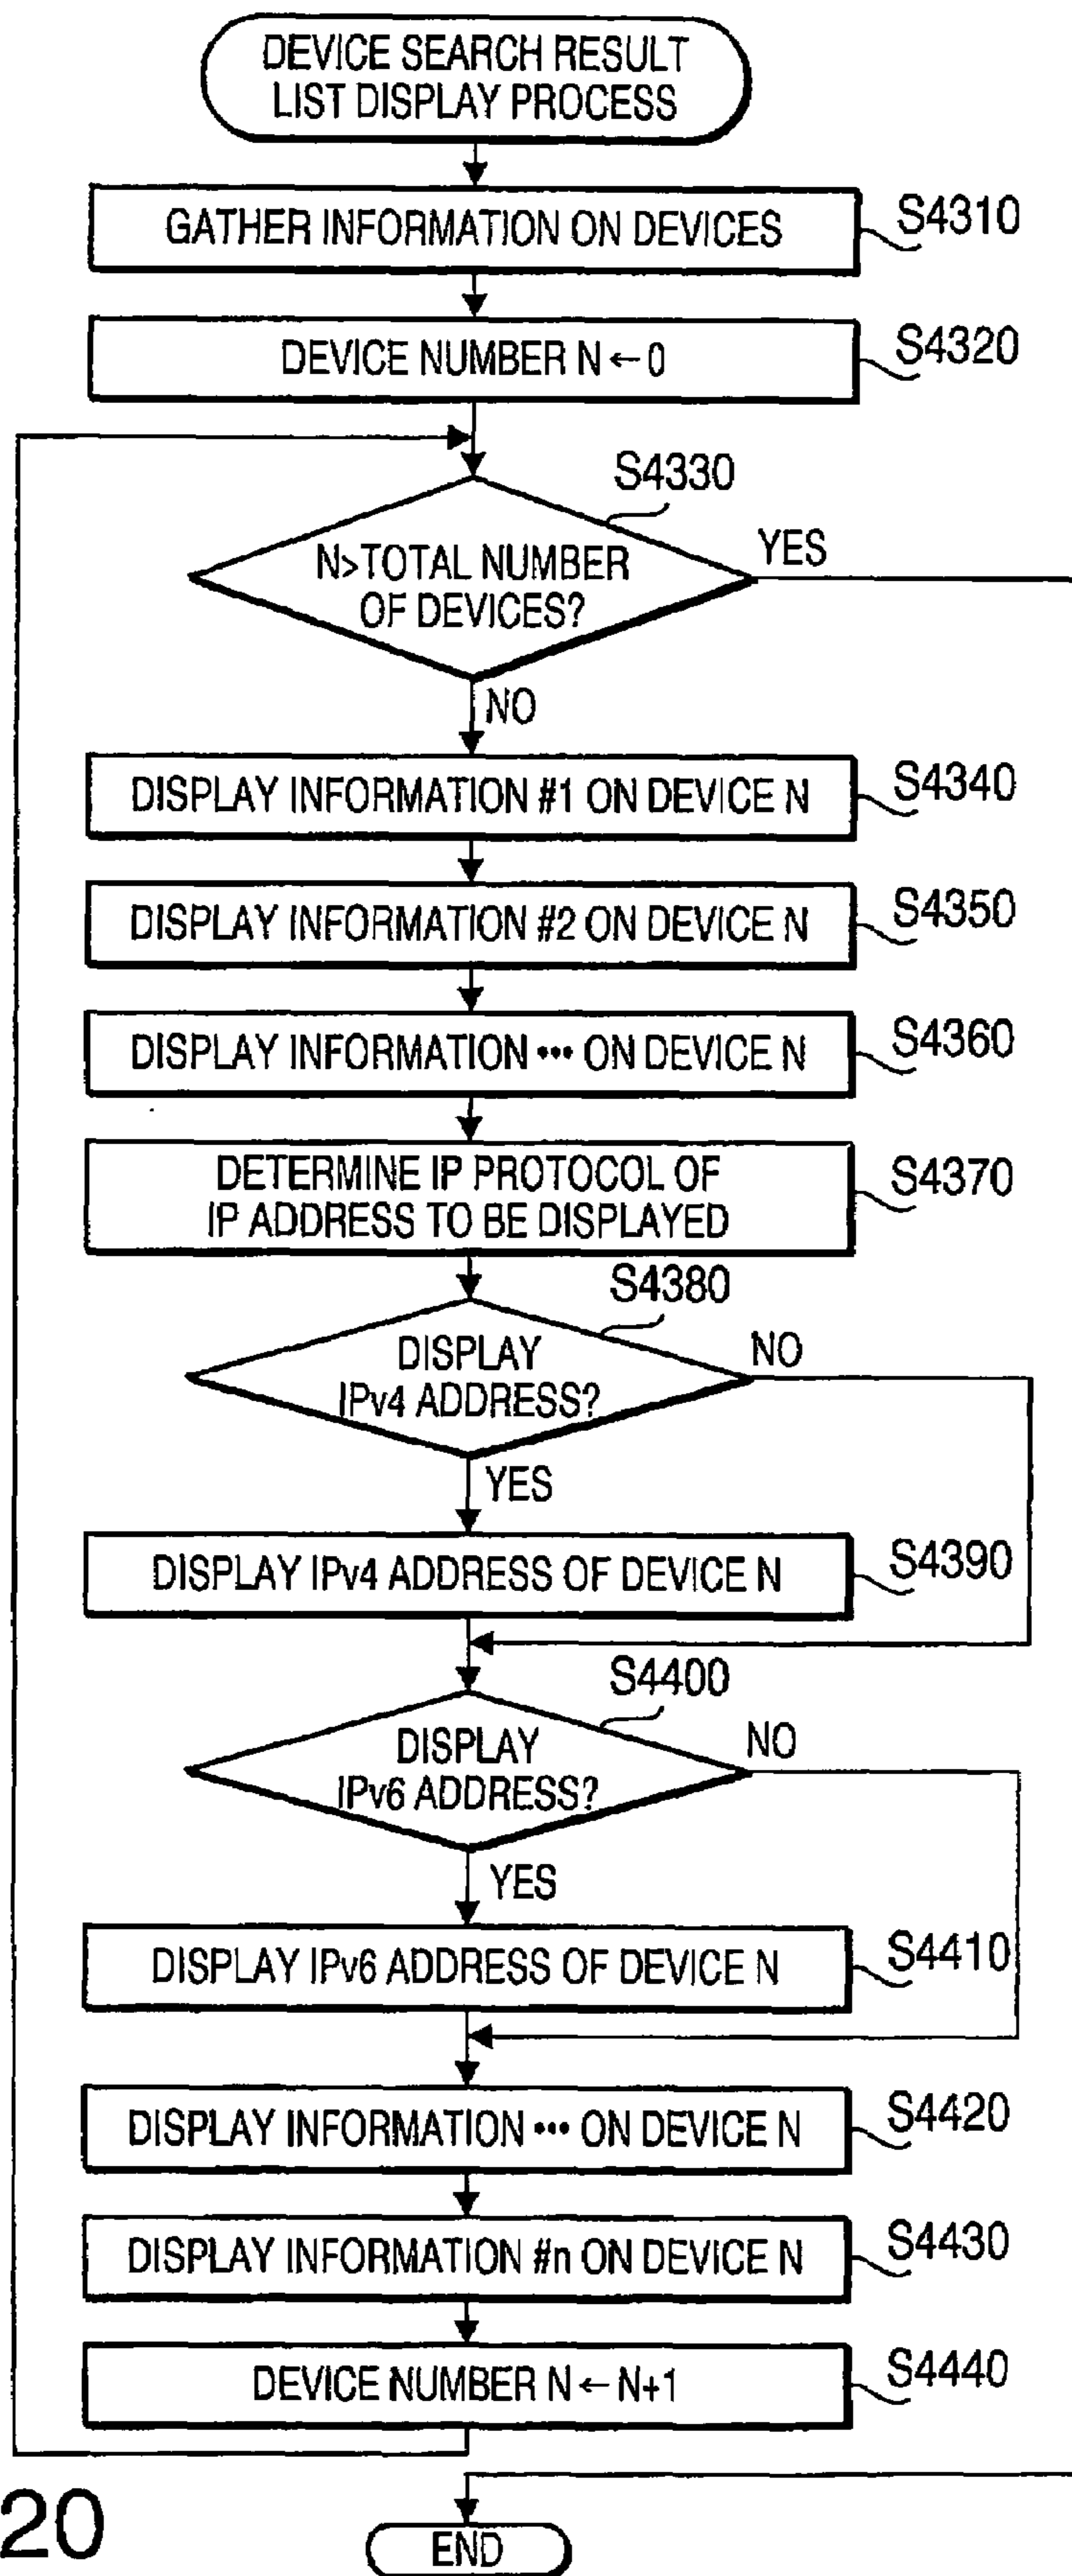 DEVICE SEARCH RESULT
LIST DISPLAY PROCESS
GATHER INFORMATION ON DEVICES
S4310
DEVICE NUMBER N ← 0
S4320
S4330
N>TOTAL NUMBER
OF DEVICES?
YES
NO
DISPLAY INFORMATION #1 ON DEVICE N
S4340
DISPLAY INFORMATION #2 ON DEVICE N
S4350
DISPLAY INFORMATION ••• ON DEVICE N
S4360
DETERMINE IP PROTOCOL OF
IP ADDRESS TO BE DISPLAYED
S4370
S4380
DISPLAY
IPv4 ADDRESS?
NO
YES
DISPLAY IPv4 ADDRESS OF DEVICE N
S4390
S4400
DISPLAY
IPv6 ADDRESS?
NO
YES
DISPLAY IPv6 ADDRESS OF DEVICE N
S4410
DISPLAY INFORMATION ••• ON DEVICE N
S4420
DISPLAY INFORMATION #n ON DEVICE N
S4430
DEVICE NUMBER N ← N+1
S4440
20
END